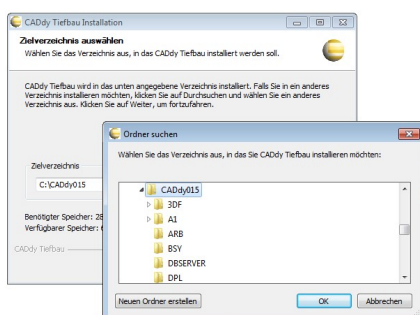 CADdy Tiefbau Installation
Zielverzeichnis auswählen
Wählen Sie das Verzeichnis aus, in das CADdy Tiefbau installiert werden soll.
CADdy Tiefbau wird in das unten angegebene Verzeichnis installiert. Falls Sie in ein anderes
Verzeichnis installieren möchten, klicken Sie auf Durchsuchen und wählen Sie ein anderes
Verzeichnis aus. Klicken Sie auf Weiter, um fortzufahren.
Zielverzeichnis
C:\CADdy015
Benötigter Speicher: 28
Verfügbarer Speicher:
CADdy Tiefbau
Ordner suchen
Wählen Sie das Verzeichnis aus, in das Sie CADdy Tiefbau installieren möchten:
CADdy015
3DF
A1
ARB
BSY
DBSERVER
DPL
Neuen Ordner erstellen
OK
Abbrechen